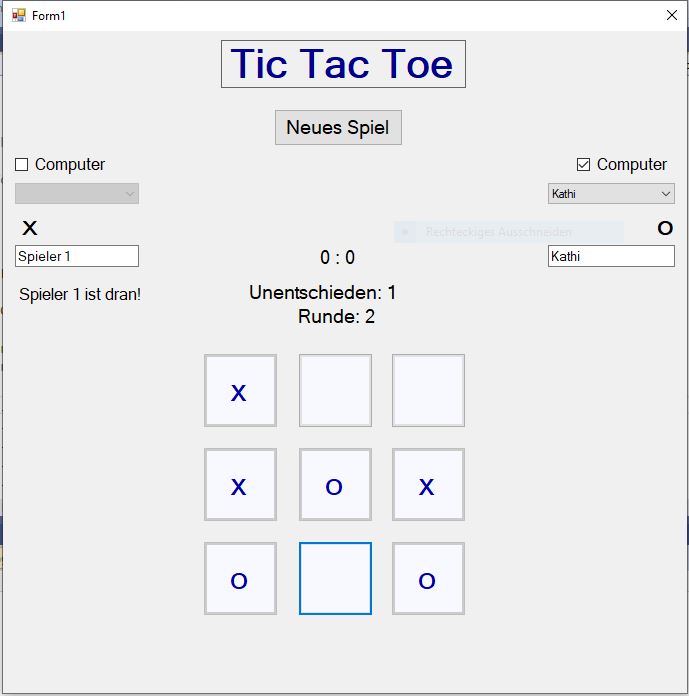 Form1
Tic Tac Toe
Neues Spiel
Computer
Computer
Kathi
X
O
Rechteckiges Ausschneiden
Spieler 1
0 : 0
Kathi
Spieler 1 ist dran!
Unentschieden: 1
Runde: 2
X
X O X
O O